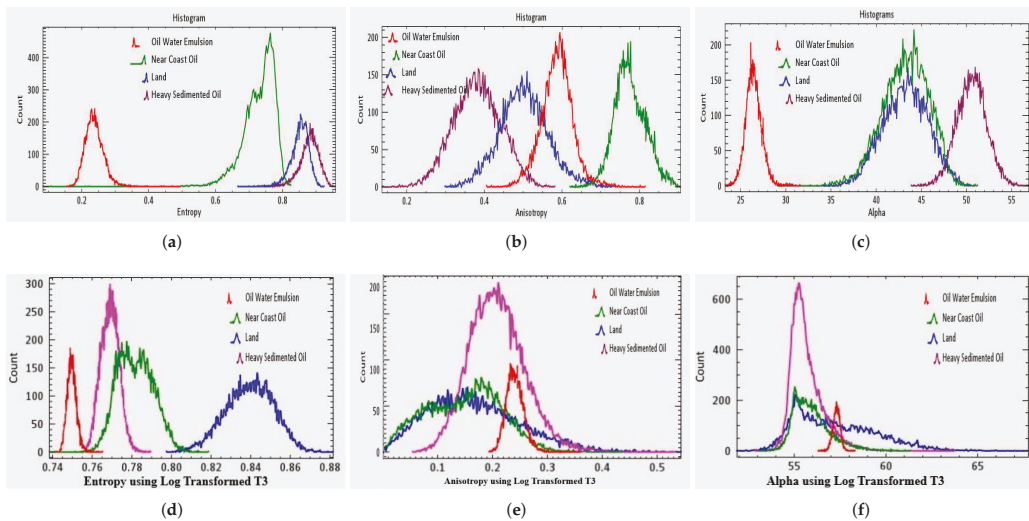 Histogram
Oil Water Emulsion
Near Coast Oil
Land
Heavy Sedimented Oil
Count
400
300
200
100
0
0.2 0.4 0.6 0.8
Entropy
(a)
Histogram
Oil Water Emulsion
Near Coast Oil
Land
Heavy Sedimented Oil
Count
200
150
100
50
0
0.2 0.4 0.6 0.8
Anisotropy
(b)
Histograms
Oil Water Emulsion
Near Coast Oil
Land
Heavy Sedimented Oil
Count
200
150
100
50
0
25 30 35 40 45 50 55
Alpha
(c)
Oil Water Emulsion
Near Coast Oil
Land
Heavy Sedimented Oil
Count
300
250
200
150
100
50
0
0.74 0.76 0.78 0.80 0.82 0.84 0.86 0.88
Entropy using Log Transformed T3
(d)
Oil Water Emulsion
Near Coast Oil
Land
Heavy Sedimented Oil
Count
200
150
100
50
0
0.1 0.2 0.3 0.4 0.5
Anisotropy using Log Transformed T3
(e)
Oil Water Emulsion
Near Coast Oil
Land
Heavy Sedimented Oil
Count
600
400
200
0
55 60 65
Alpha using Log Transformed T3
(f)